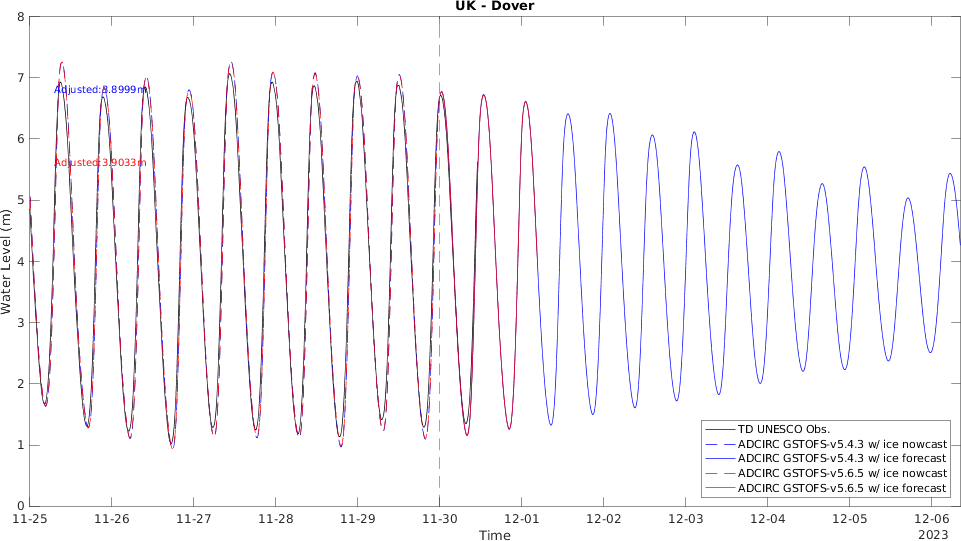 UK - Dover
8
7
6
5
4
3
2
1
0
Water Level (m)
Adjusted:3.8999m
Adjusted:3.9033m
TD UNESCO Obs.
ADCIRC GSTOFS-v5.4.3 w/ ice nowcast
ADCIRC GSTOFS-v5.4.3 w/ ice forecast
ADCIRC GSTOFS-v5.6.5 w/ ice nowcast
ADCIRC GSTOFS-v5.6.5 w/ ice forecast
11-25 11-26 11-27 11-28 11-29 11-30 12-01 12-02 12-03 12-04 12-05 12-06
2023
Time